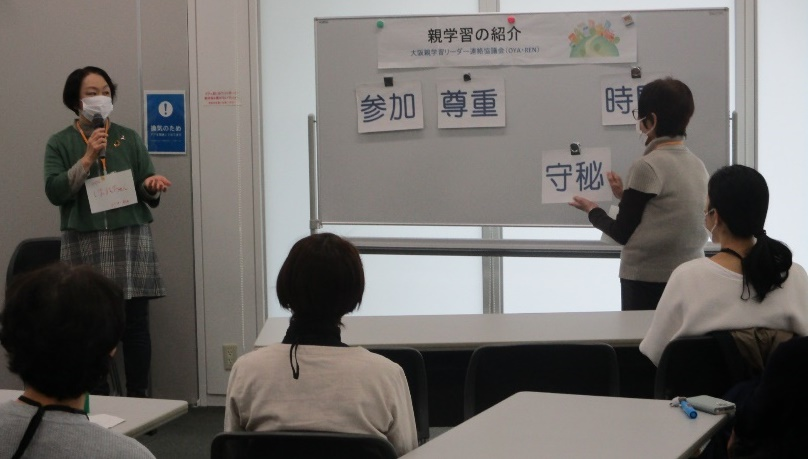 親学習の紹介
大阪親学習リーダー連絡協議会(OYA・REN)
参加
尊重
時
守秘
換気のため